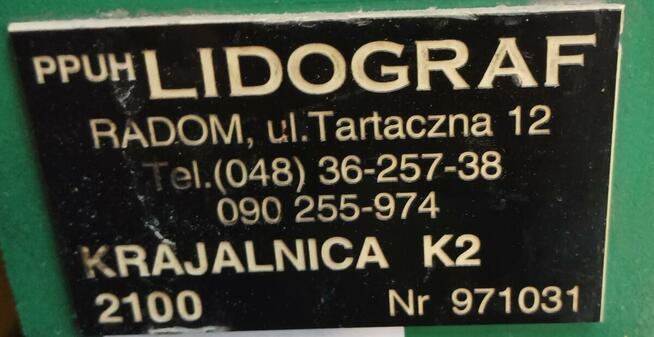 PPUH LIDOGRAF
RADOM, ul.Tartaczna 12
Tel.(048) 36-257-38
090 255-974
KRAJALNICA K2
2100 Nr 971031